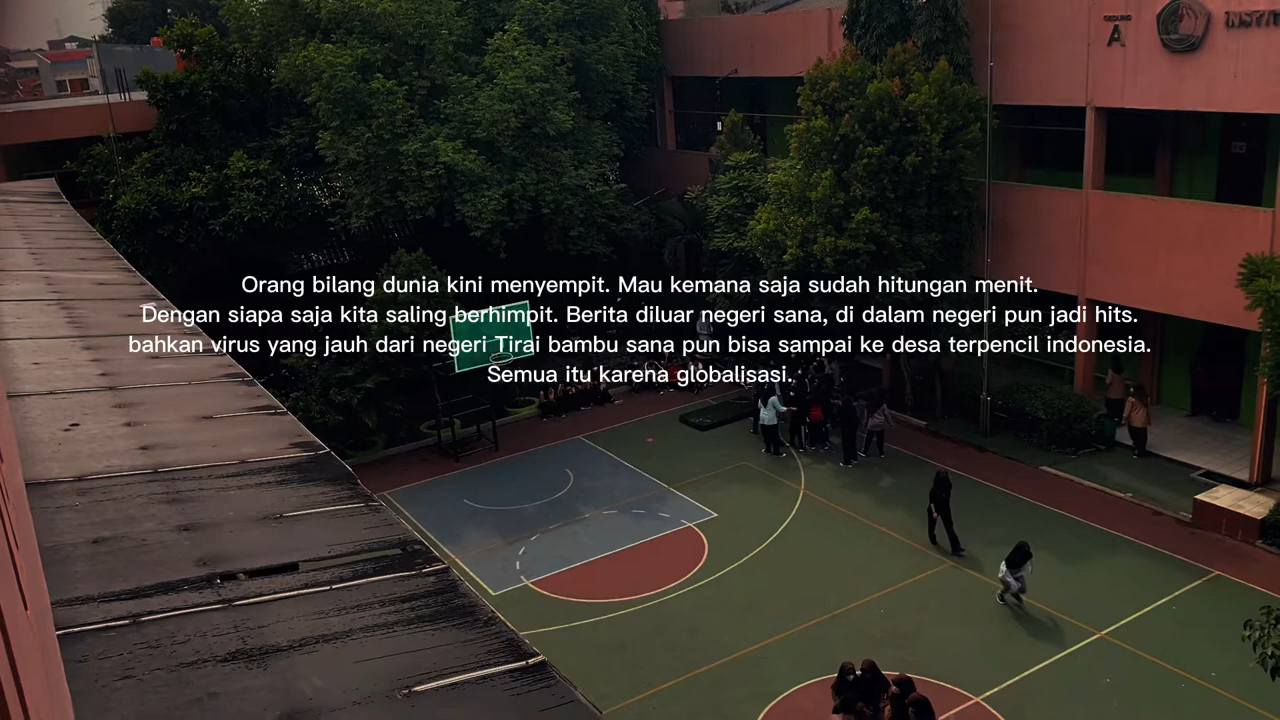 GEDUNG
A
Orang bilang dunia kini menyempit. Mau kemana saja sudah hitungan menit.
Dengan siapa saja kita saling berhimpit. Berita diluar negeri sana, di dalam negeri pun jadi hits.
bahkan virus yang jauh dari negeri Tirai bambu sana pun bisa sampai ke desa terpencil indonesia.
Semua itu karena globalisasi.